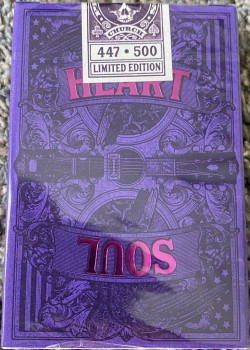 CHURCH
447 • 500
LIMITED EDITION
HEART
SOUL